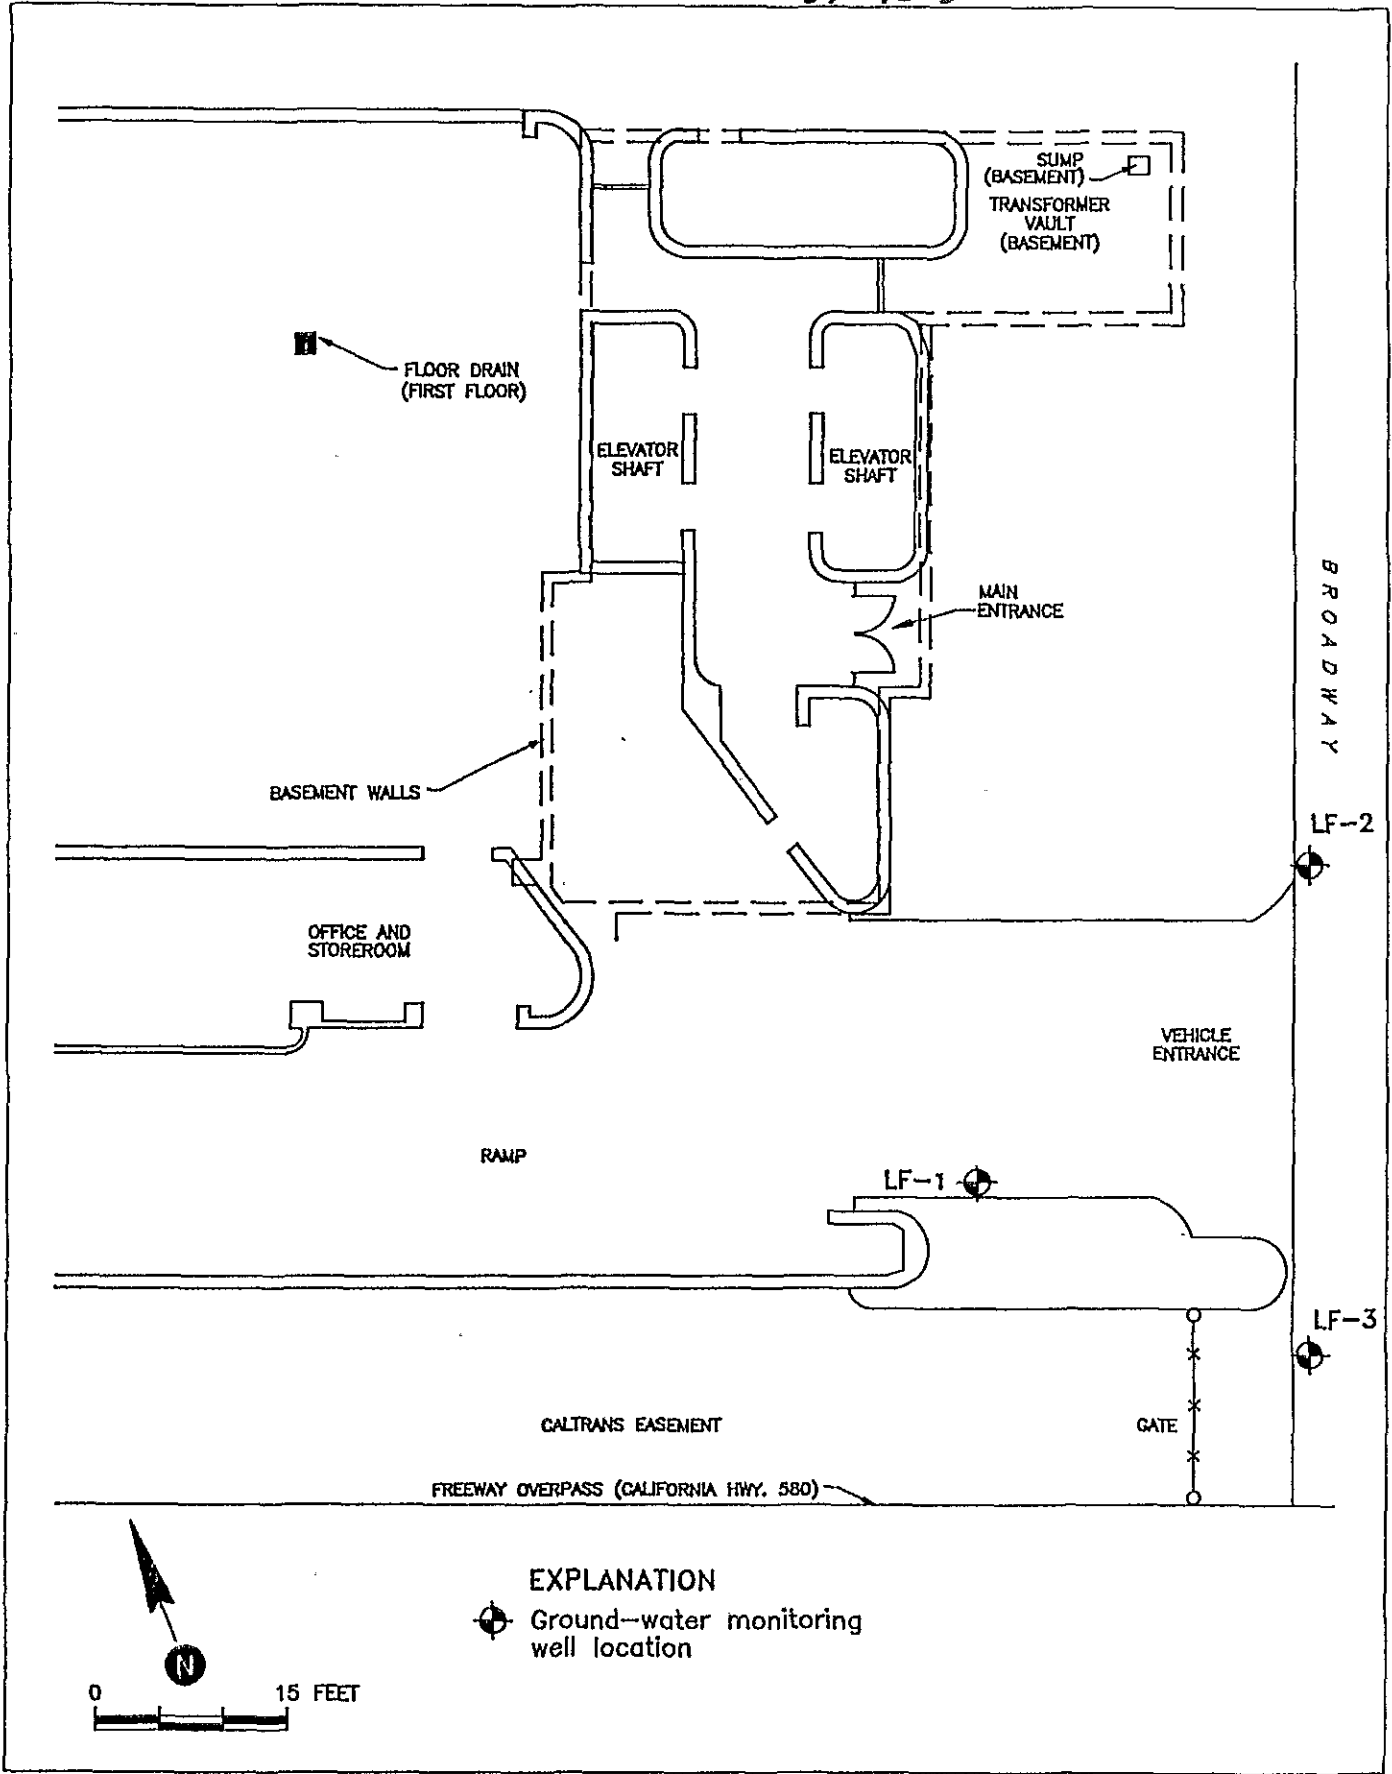 SUMP
(BASEMENT)
TRANSFORMER
VAULT
(BASEMENT)
FLOOR DRAIN
(FIRST FLOOR)
ELEVATOR
SHAFT
ELEVATOR
SHAFT
MAIN
ENTRANCE
BROADWAY
BASEMENT WALLS
LF-2
OFFICE AND
STOREROOM
VEHICLE
ENTRANCE
RAMP
LF-1
LF-3
CALTRANS EASEMENT
GATE
FREEWAY OVERPASS (CALIFORNIA HWY. 580)
EXPLANATION
Ground-water monitoring
well location
N
0 15 FEET